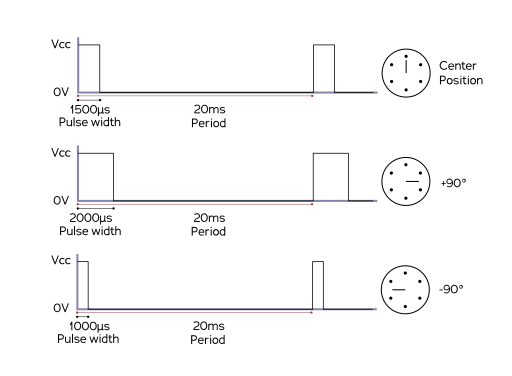 Vcc
0V
1500µs
Pulse width
20ms
Period
Center
Position
Vcc
0V
2000µs
Pulse width
20ms
Period
+90°
Vcc
0V
1000µs
Pulse width
20ms
Period
-90°